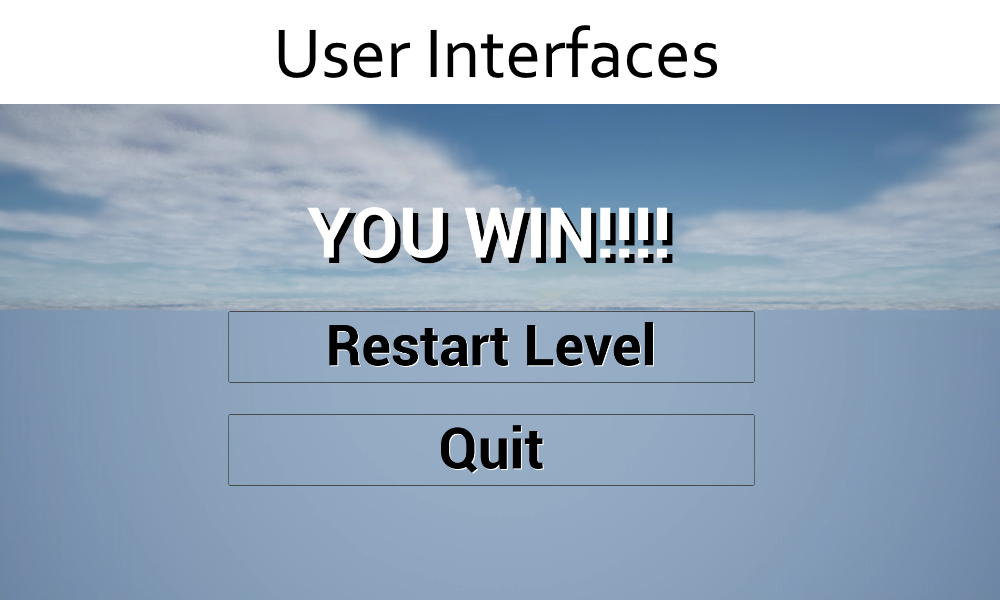 User Interfaces
YOU WIN!!!!
Restart Level
Quit